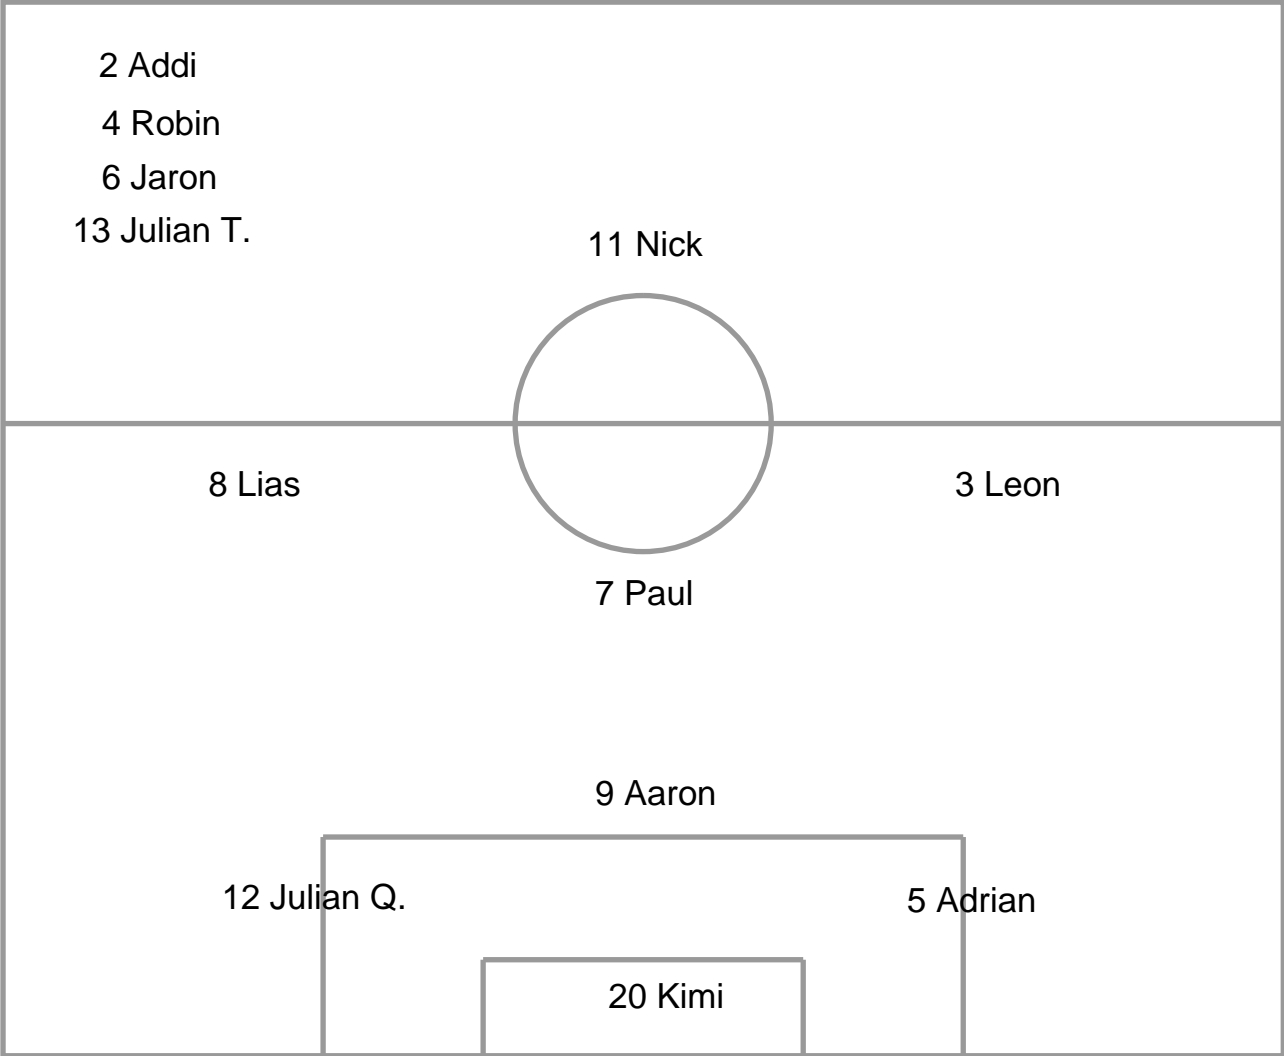 2 Addi
4 Robin
6 Jaron
13 Julian T.
11 Nick
8 Lias
3 Leon
7 Paul
9 Aaron
12 Julian Q.
5 Adrian
20 Kimi